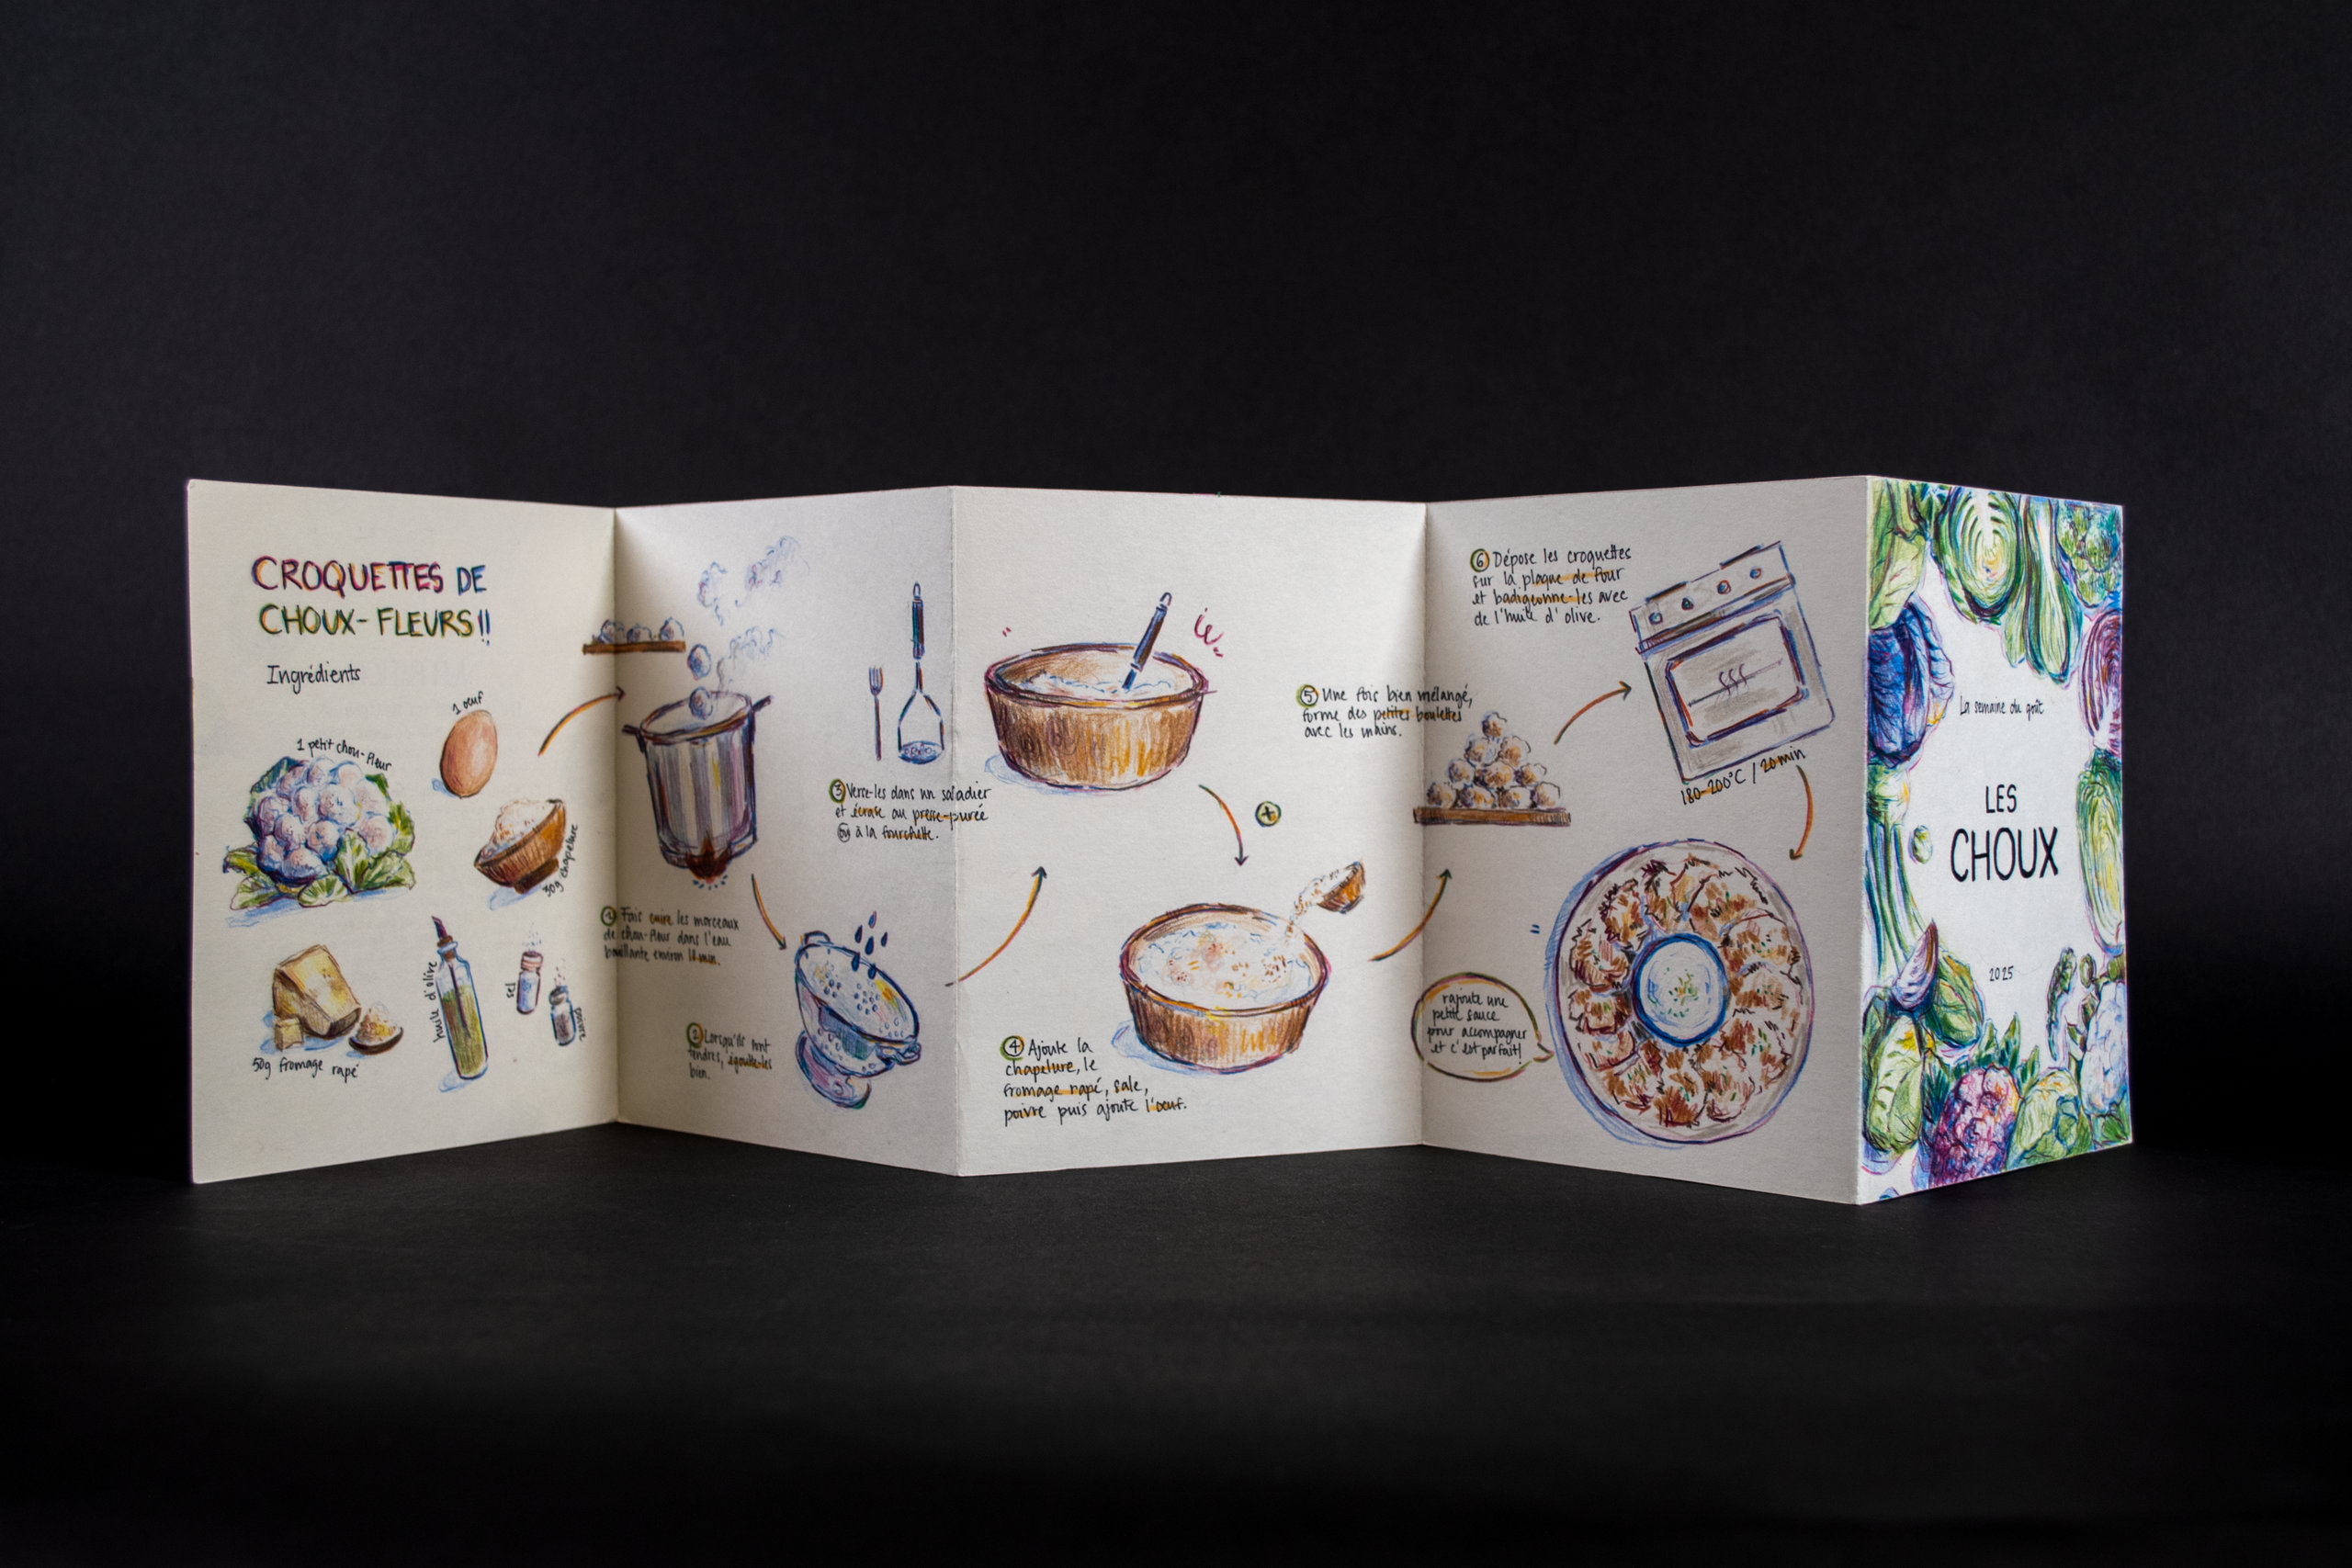 CROQUETTES DE
CHOUX-FLEURS!!
Ingrédients
1 œuf
1 petit chou-fleur
30g chapelure
50g fromage rapé
huile d'olive
sel
poivre
1 Fais cuire les morceaux
de chou-fleur dans l'eau
bouillante environ 10 min.
2 Lorsqu'ils sont
tendres, égoutte-les
bien.
3 Verse-les dans un saladier
et écrase au presse-purée
ou à la fourchette.
4 Ajoute la
chapelure, le
fromage rapé, sale,
poivre puis ajoute l'œuf.
+
5 Une fois bien mélangé,
forme des petites boulettes
avec les mains.
6 Dépose les croquettes
sur la plaque de four
et badigeonne-les avec
de l'huile d'olive.
180-200°C / 20 min
=
rajoute une
petite sauce
pour accompagner
et c'est parfait!
La semaine du goût
LES
CHOUX
2025